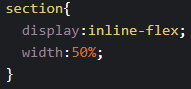 section{
  display:inline-flex;
  width:50%;
}